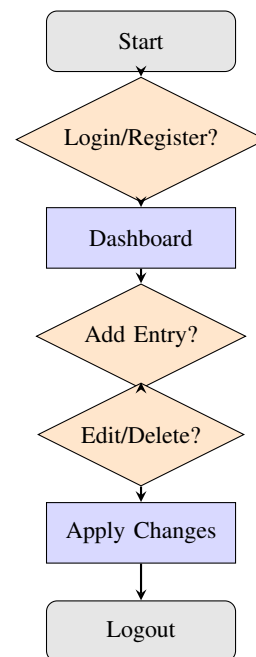 Start
Login/Register?
Dashboard
Add Entry?
Edit/Delete?
Apply Changes
Logout